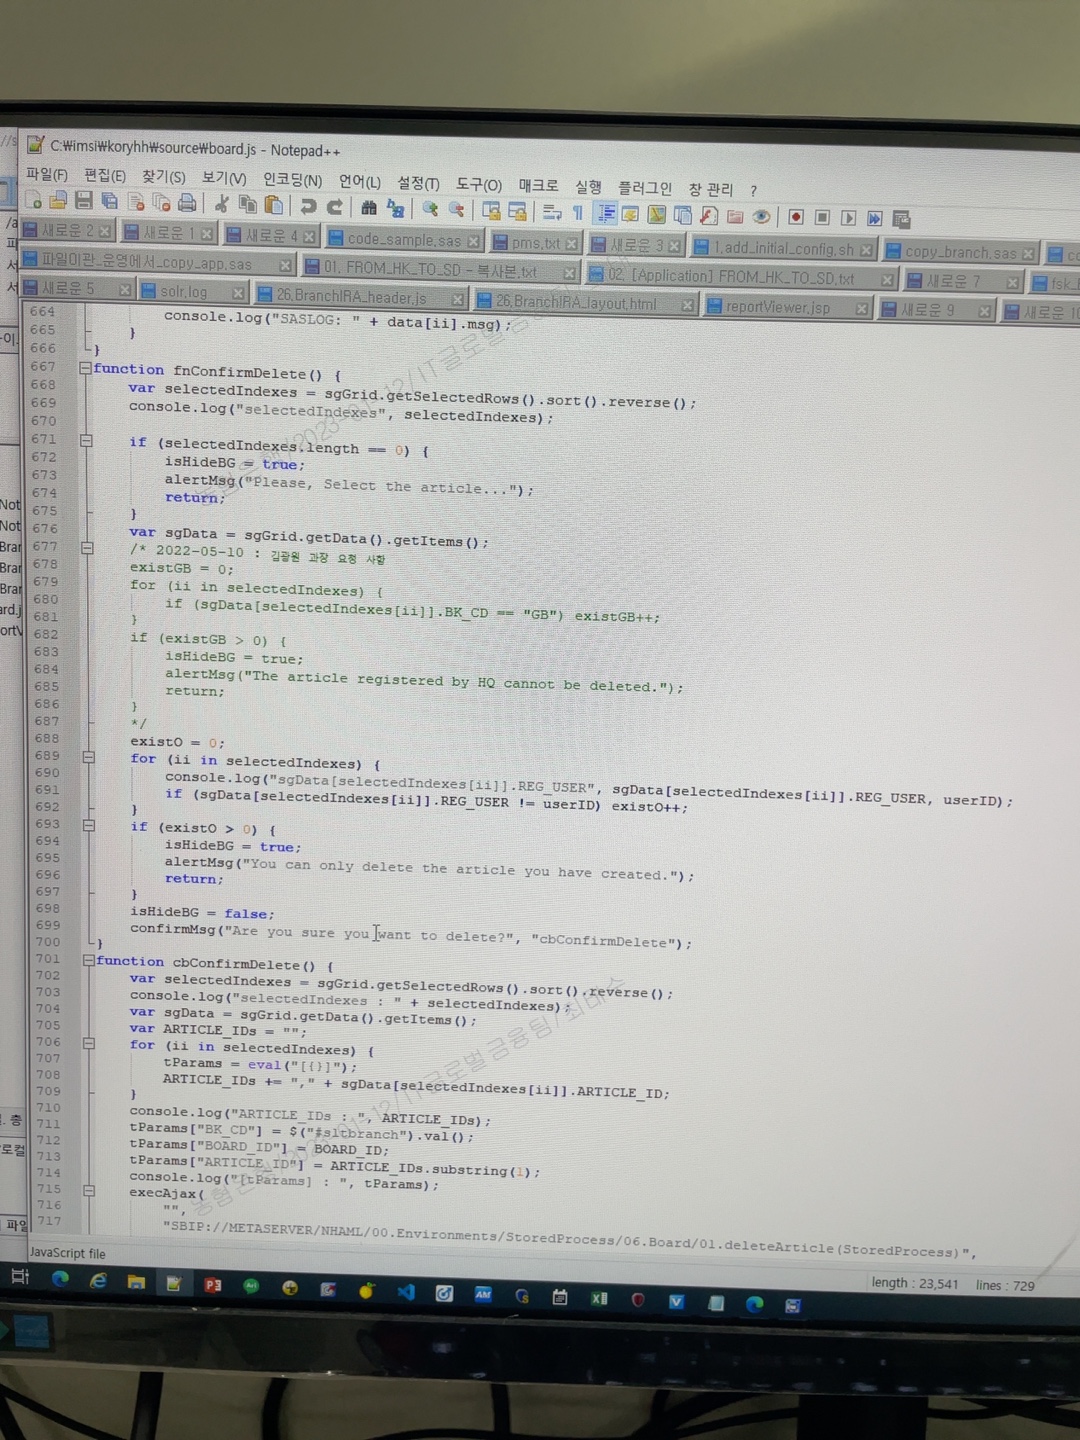 C:₩imsi₩koryhh₩source₩board.js - Notepad++
파일(F) 편집(E) 찾기(S) 보기(V) 인코딩(N) 언어(L) 설정(T) 도구(O) 매크로 실행 플러그인 창 관리 ?
새로운 2 새로운 1 새로운 4 code_sample.sas pms.txt 새로운 3 1.add_initial_config.sh copy_branch.sas
파일이관_운영에서_copy_app.sas 01. FROM_HK_TO_SD - 복사본.txt 02. [Application] FROM_HK_TO_SD.txt 새로운 7
새로운 5 solr.log 26.BranchIRA_header.js 26.BranchIRA_layout.html reportViewer.jsp 새로운 9 새로운 10
664 console.log("SASLOG: " + data[ii].msg);
665 }
666 }
667 function fnConfirmDelete() {
668 var selectedIndexes = sgGrid.getSelectedRows().sort().reverse();
669 console.log("selectedIndexes", selectedIndexes);
670
671 if (selectedIndexes.length == 0) {
672 isHideBG = true;
673 alertMsg("Please, Select the article...");
674 return;
675 }
676 var sgData = sgGrid.getData().getItems();
677 /* 2022-05-10 : 김광원 과장 요청 사항
678 existGB = 0;
679 for (ii in selectedIndexes) {
680 if (sgData[selectedIndexes[ii]].BK_CD == "GB") existGB++;
681 }
682 if (existGB > 0) {
683 isHideBG = true;
684 alertMsg("The article registered by HQ cannot be deleted.");
685 return;
686 }
687 */
688 existO = 0;
689 for (ii in selectedIndexes) {
690 console.log("sgData[selectedIndexes[ii]].REG_USER", sgData[selectedIndexes[ii]].REG_USER, userID);
691 if (sgData[selectedIndexes[ii]].REG_USER != userID) existO++;
692 }
693 if (existO > 0) {
694 isHideBG = true;
695 alertMsg("You can only delete the article you have created.");
696 return;
697 }
698 isHideBG = false;
699 confirmMsg("Are you sure you want to delete?", "cbConfirmDelete");
700 }
701 function cbConfirmDelete() {
702 var selectedIndexes = sgGrid.getSelectedRows().sort().reverse();
703 console.log("selectedIndexes : " + selectedIndexes);
704 var sgData = sgGrid.getData().getItems();
705 var ARTICLE_IDs = "";
706 for (ii in selectedIndexes) {
707 tParams = eval("[{}]");
708 ARTICLE_IDs += "," + sgData[selectedIndexes[ii]].ARTICLE_ID;
709 }
710 console.log("ARTICLE_IDs : ", ARTICLE_IDs);
711 tParams["BK_CD"] = $("#sltbranch").val();
712 tParams["BOARD_ID"] = BOARD_ID;
713 tParams["ARTICLE_ID"] = ARTICLE_IDs.substring(1);
714 console.log("[tParams] : ", tParams);
715 execAjax(
716 "",
717 "SBIP://METASERVER/NHAML/00.Environments/StoredProcess/06.Board/01.deleteArticle(StoredProcess)",
JavaScript file
length : 23,541 lines : 729